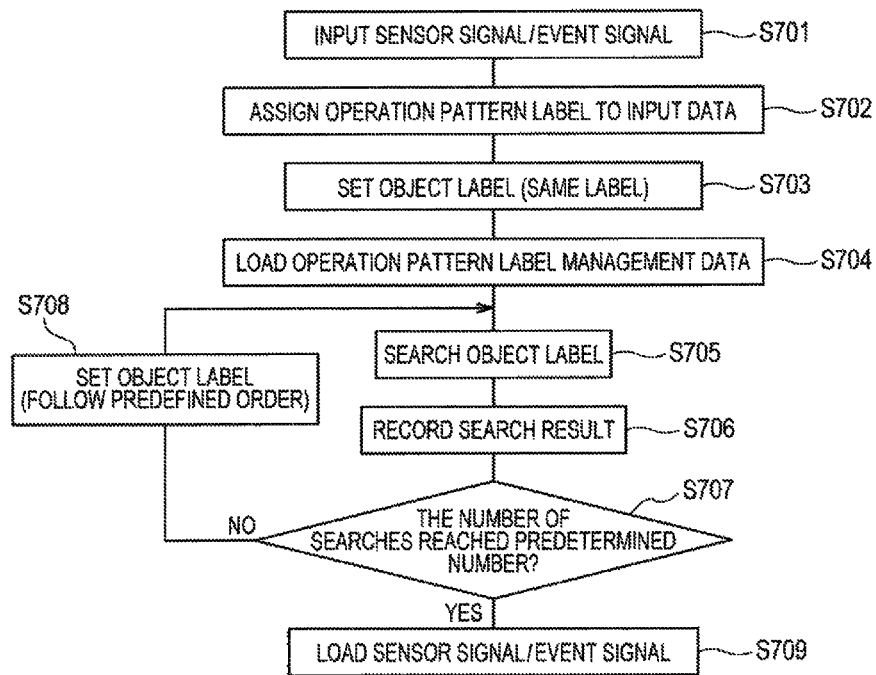 INPUT SENSOR SIGNAL/EVENT SIGNAL
S701
ASSIGN OPERATION PATTERN LABEL TO INPUT DATA
S702
SET OBJECT LABEL (SAME LABEL)
S703
LOAD OPERATION PATTERN LABEL MANAGEMENT DATA
S704
S708
SET OBJECT LABEL
(FOLLOW PREDEFINED ORDER)
SEARCH OBJECT LABEL
S705
RECORD SEARCH RESULT
S706
S707
THE NUMBER OF
SEARCHES REACHED PREDETERMINED
NUMBER?
NO
YES
LOAD SENSOR SIGNAL/EVENT SIGNAL
S709